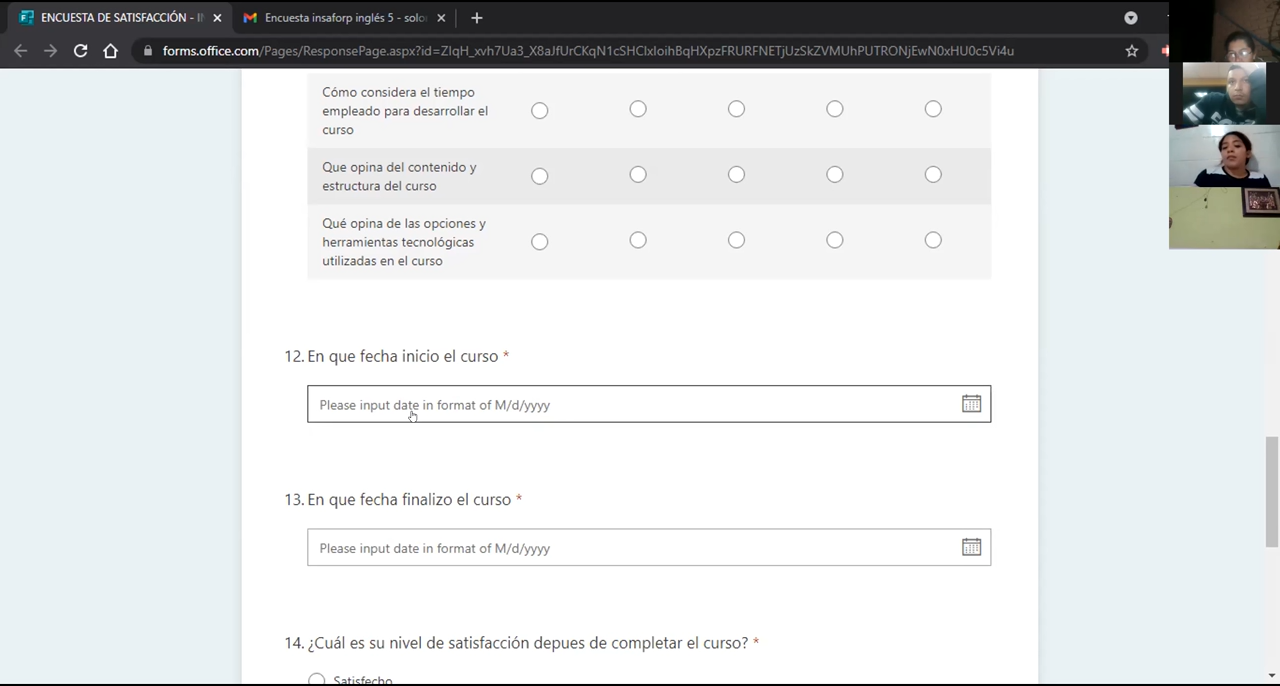 ENCUESTA DE SATISFACCIÓN - I
Encuesta insaforp inglés 5 - solo
forms.office.com/Pages/ResponsePage.aspx?id=ZIqH_xvh7Ua3_X8aJfUrCKqN1cSHClxIoihBqHXpzFRURFNETjUzSkZVMUhPUTRONjEwN0xHU0c5Vi4u
Cómo considera el tiempo
empleado para desarrollar el
curso
Que opina del contenido y
estructura del curso
Qué opina de las opciones y
herramientas tecnológicas
utilizadas en el curso
12. En que fecha inicio el curso *
Please input date in format of M/d/yyyy
13. En que fecha finalizo el curso *
Please input date in format of M/d/yyyy
14. ¿Cuál es su nivel de satisfacción depues de completar el curso? *
Satisfecho